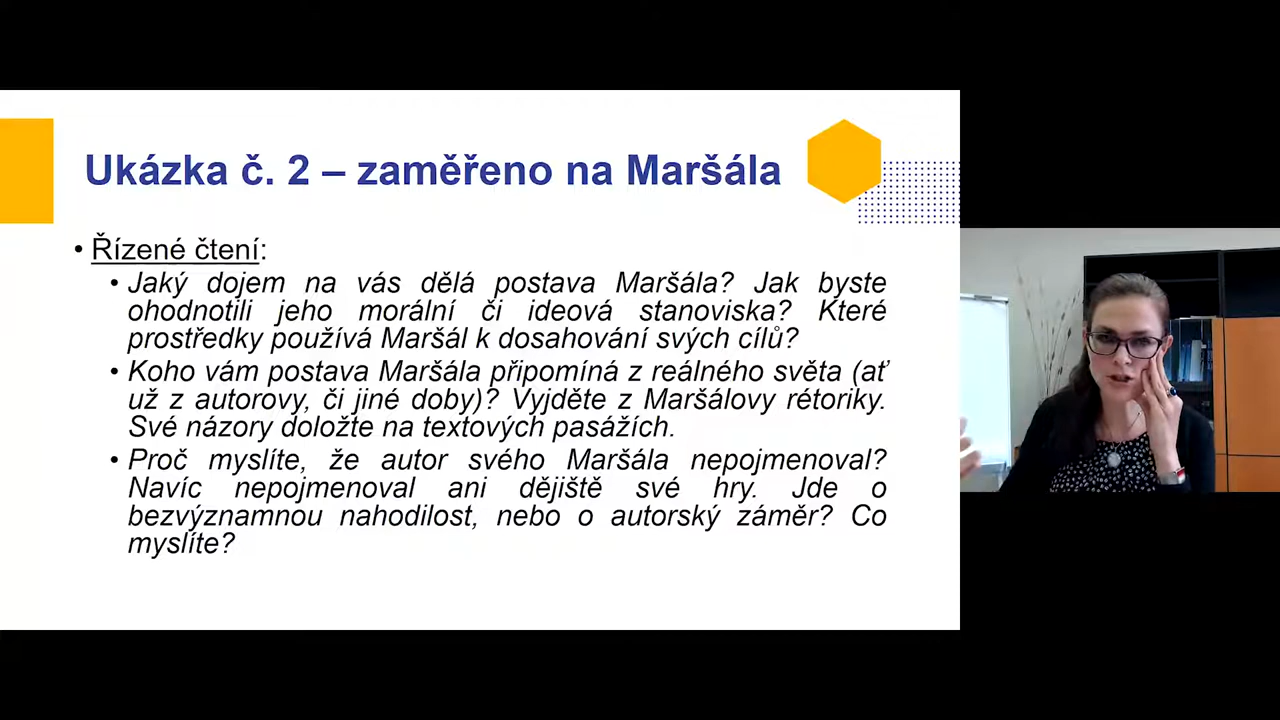 Ukázka č. 2 – zaměřeno na Maršála
• Řízené čtení:
• Jaký dojem na vás dělá postava Maršála? Jak byste
ohodnotili jeho morální či ideová stanoviska? Které
prostředky používá Maršál k dosahování svých cílů?
• Koho vám postava Maršála připomíná z reálného světa (ať
už z autorovy, či jiné doby)? Vyjděte z Maršálovy rétoriky.
Své názory doložte na textových pasážích.
• Proč myslíte, že autor svého Maršála nepojmenoval?
Navíc nepojmenoval ani dějiště své hry. Jde o
bezvýznamnou nahodilost, nebo o autorský záměr? Co
myslíte?